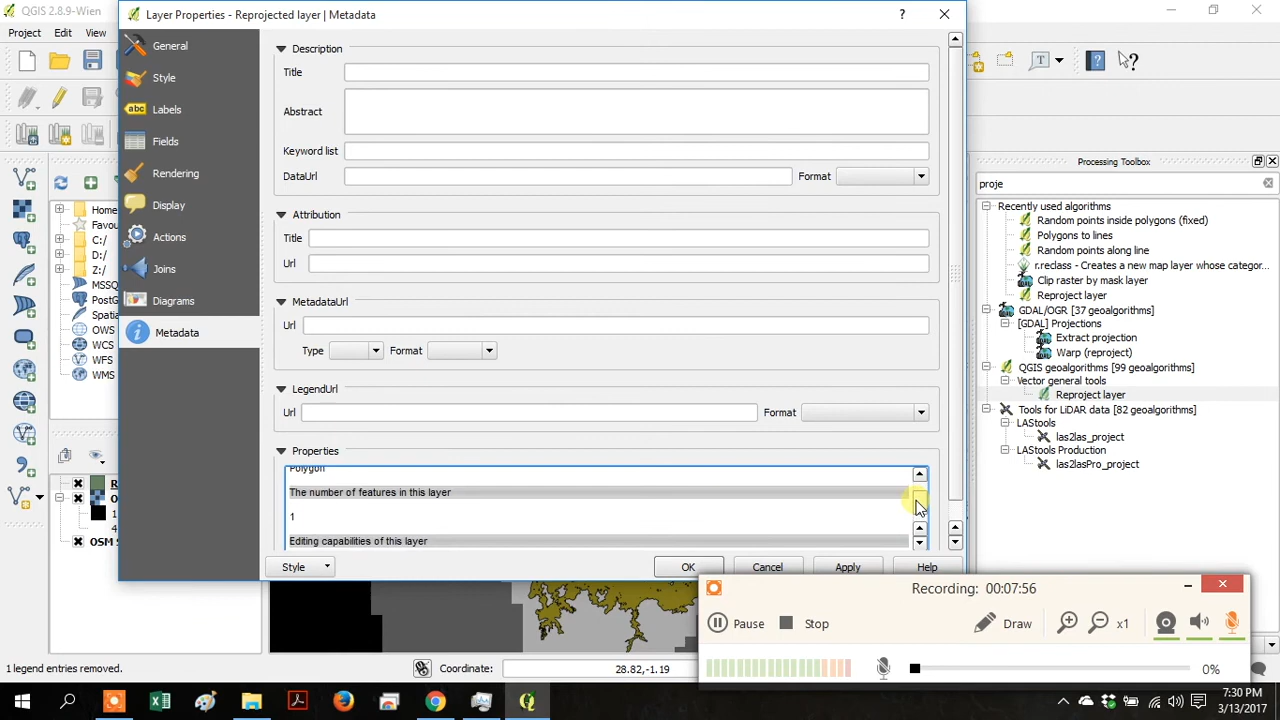 QGIS 2.8.9-Wien
Project Edit View
Layer Properties - Reprojected layer | Metadata
General
Style
Labels
Fields
Rendering
Display
Actions
Joins
Diagrams
Metadata
Description
Title
Abstract
Keyword list
DataUrl Format
Attribution
Title
Url
MetadataUrl
Url
Type Format
LegendUrl
Url Format
Properties
Polygon
The number of features in this layer
1
Editing capabilities of this layer
Style OK Cancel Apply Help
Home
Favou
C:/
D:/
Z:/
MSSQ
PostG
Spatia
OWS
WCS
WFS
WMS
R
O
1
4
OSM S
Processing Toolbox
proje
Recently used algorithms
Random points inside polygons (fixed)
Polygons to lines
Random points along line
r.reclass - Creates a new map layer whose categor...
Clip raster by mask layer
Reproject layer
GDAL/OGR [37 geoalgorithms]
[GDAL] Projections
Extract projection
Warp (reproject)
QGIS geoalgorithms [99 geoalgorithms]
Vector general tools
Reproject layer
Tools for LiDAR data [82 geoalgorithms]
LAStools
las2las_project
LAStools Production
las2lasPro_project
Recording: 00:07:56
Pause Stop Draw x1
0%
1 legend entries removed.
Coordinate: 28.82,-1.19
7:30 PM
3/13/2017